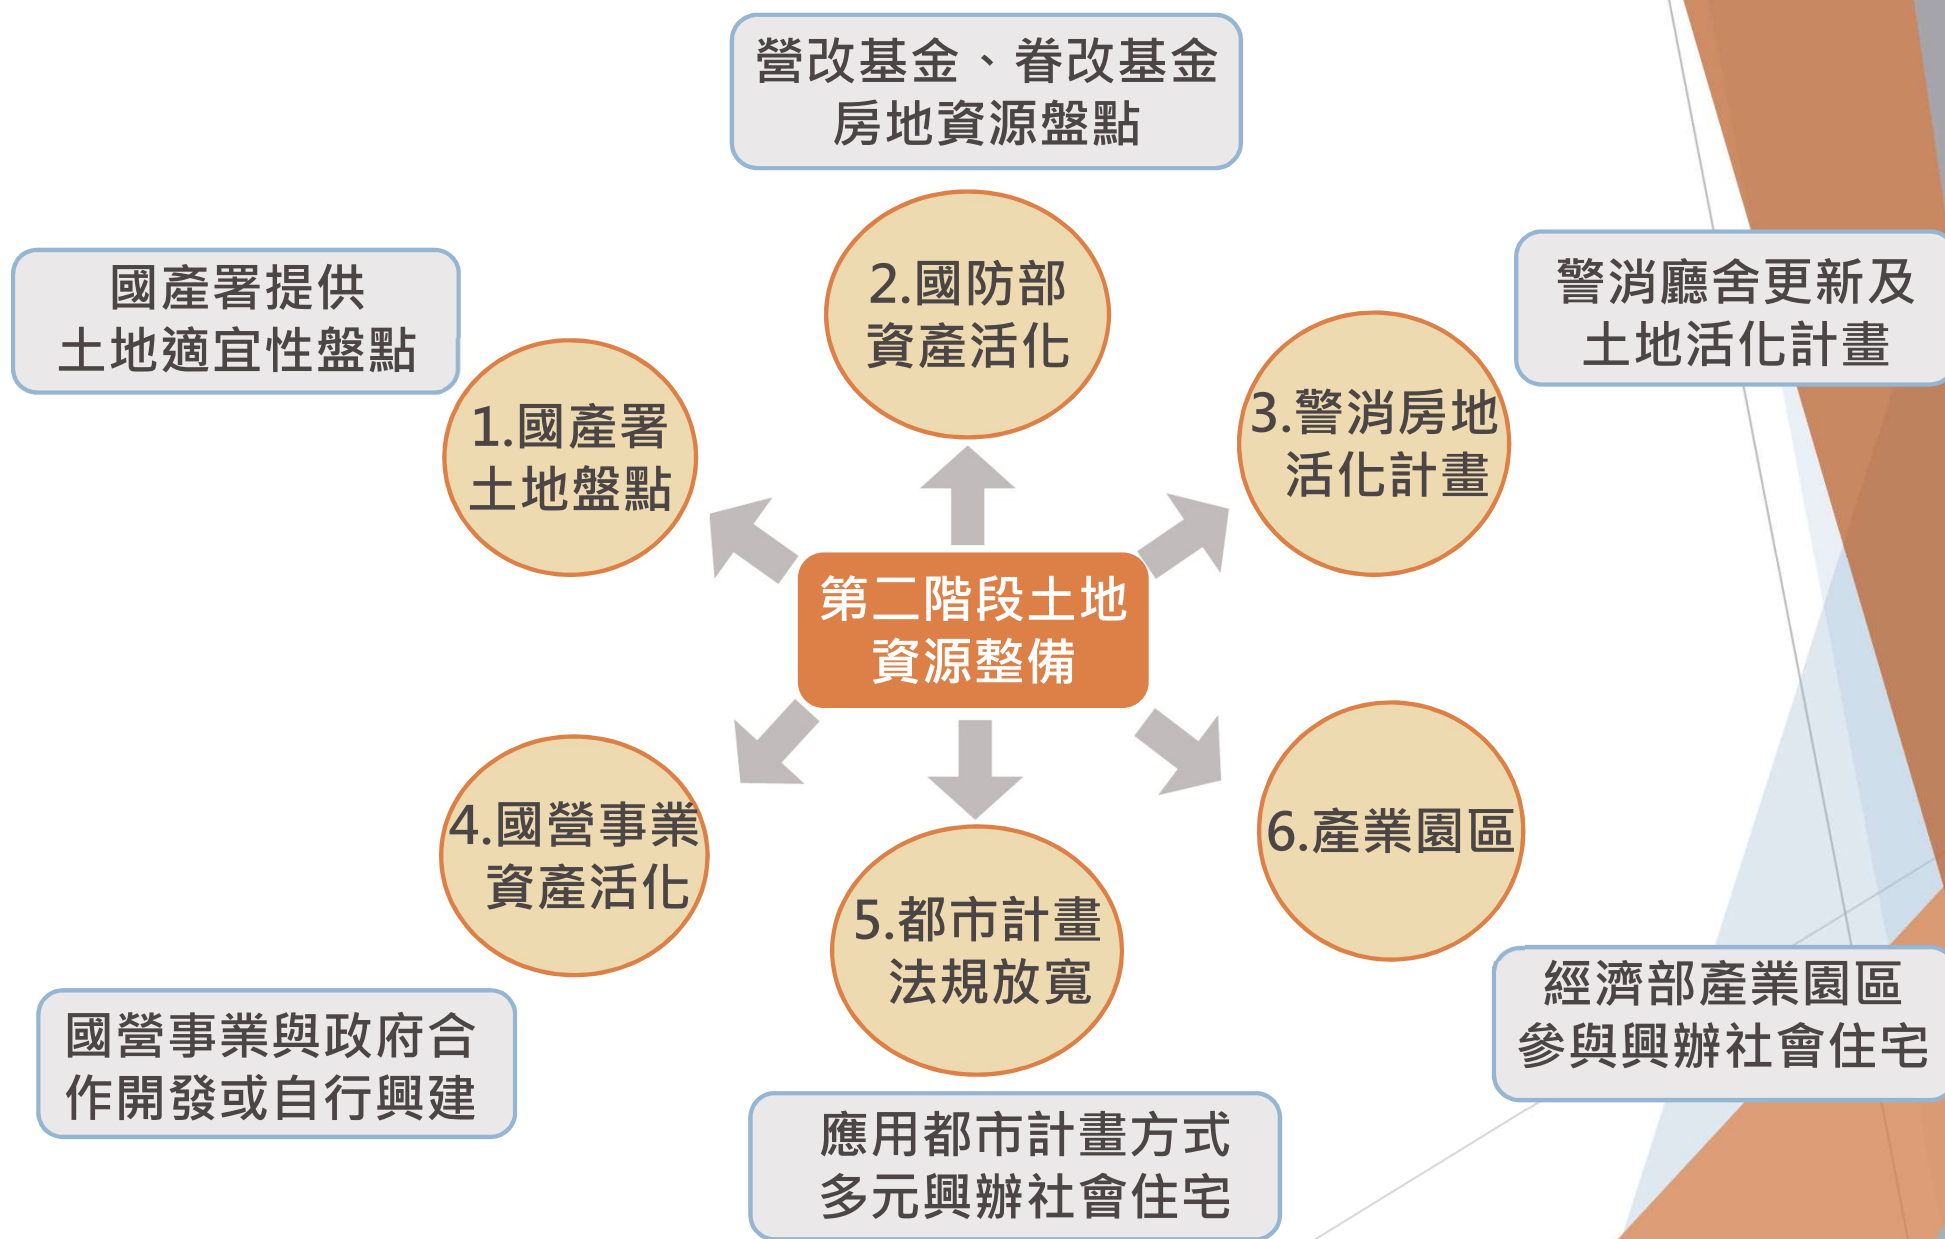 營改基金、眷改基金
房地資源盤點
國產署提供
土地適宜性盤點
警消廳舍更新及
土地活化計畫
1.國產署
土地盤點
2.國防部
資產活化
3.警消房地
活化計畫
第二階段土地
資源整備
4.國營事業
資產活化
5.都市計畫
法規放寬
6.產業園區
國營事業與政府合
作開發或自行興建
應用都市計畫方式
多元興辦社會住宅
經濟部產業園區
參與興辦社會住宅